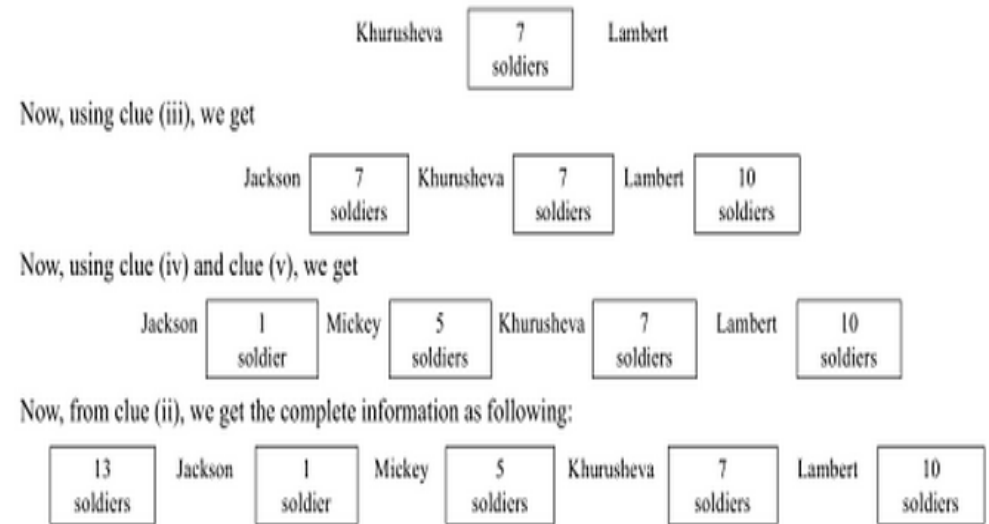 Khurusheva 7 soldiers Lambert
Now, using clue (iii), we get
Jackson 7 soldiers Khurusheva 7 soldiers Lambert 10 soldiers
Now, using clue (iv) and clue (v), we get
Jackson 1 soldier Mickey 5 soldiers Khurusheva 7 soldiers Lambert 10 soldiers
Now, from clue (ii), we get the complete information as following:
13 soldiers Jackson 1 soldier Mickey 5 soldiers Khurusheva 7 soldiers Lambert 10 soldiers